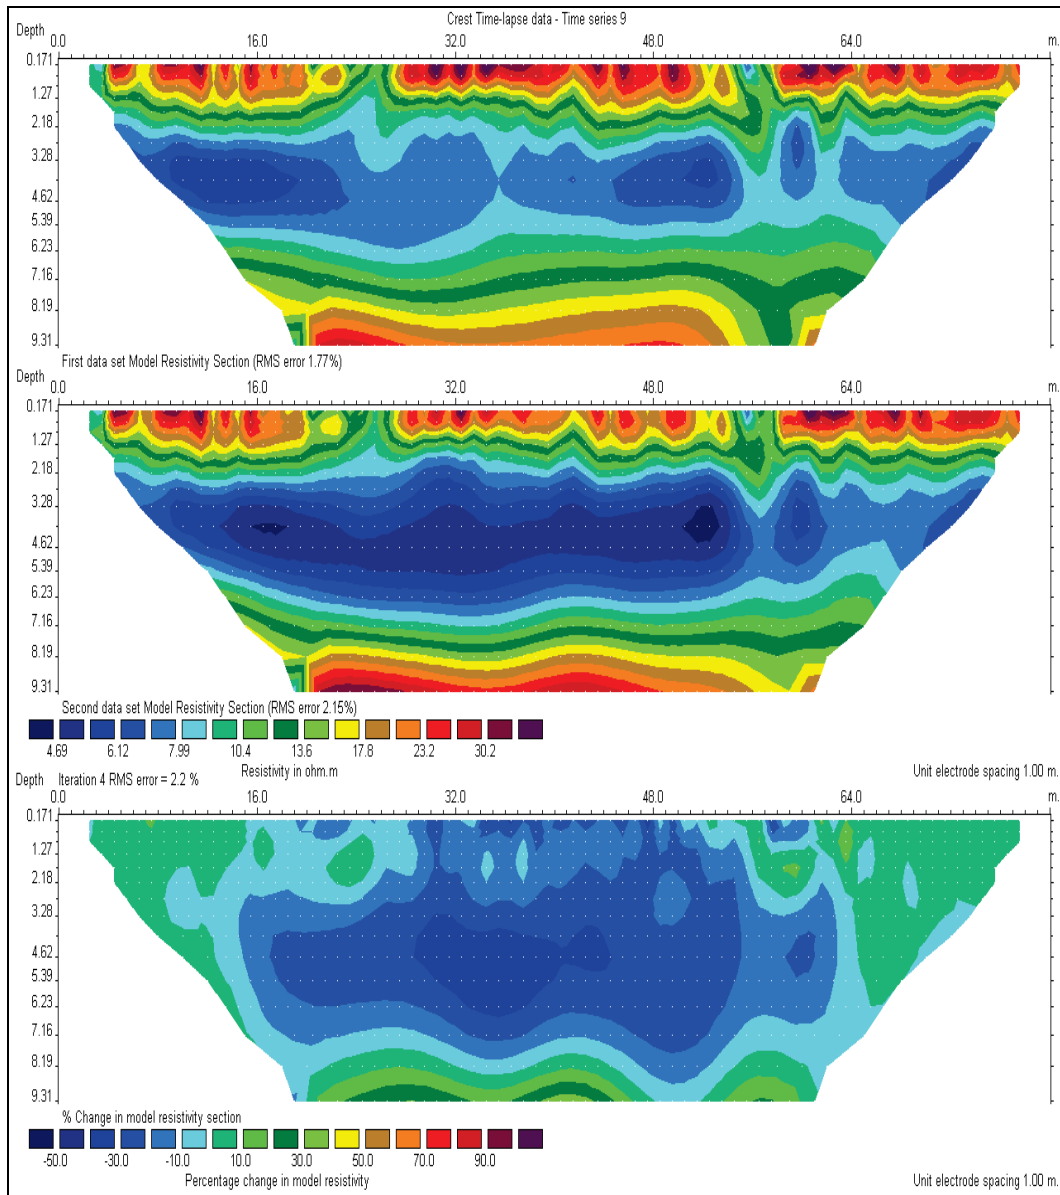 Crest Time-lapse data - Time series 9
Depth
0.0 16.0 32.0 48.0 64.0 m.
0.171
1.27
2.18
3.28
4.62
5.39
6.23
7.16
8.19
9.31
First data set Model Resistivity Section (RMS error 1.77%)
Depth
0.0 16.0 32.0 48.0 64.0 m.
0.171
1.27
2.18
3.28
4.62
5.39
6.23
7.16
8.19
9.31
Second data set Model Resistivity Section (RMS error 2.15%)
4.69 6.12 7.99 10.4 13.6 17.8 23.2 30.2
Resistivity in ohm.m
Unit electrode spacing 1.00 m.
Depth Iteration 4 RMS error = 2.2 %
0.0 16.0 32.0 48.0 64.0 m.
0.171
1.27
2.18
3.28
4.62
5.39
6.23
7.16
8.19
9.31
% Change in model resistivity section
-50.0 -30.0 -10.0 10.0 30.0 50.0 70.0 90.0
Percentage change in model resistivity
Unit electrode spacing 1.00 m.